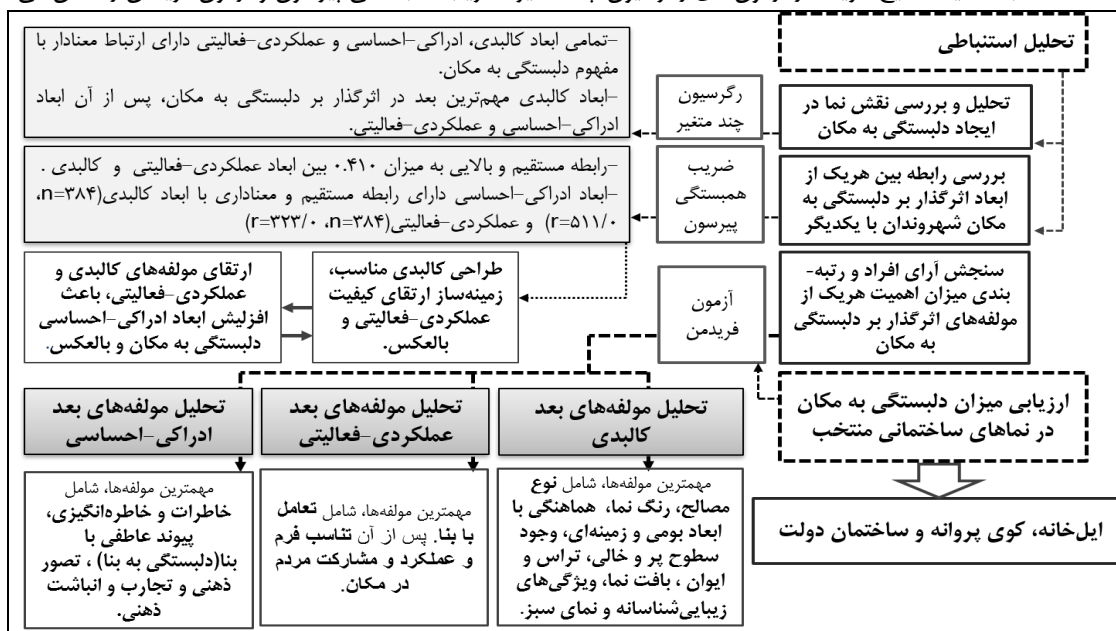 تحلیل استنباطی
تحلیل و بررسی نقش نما در
ایجاد دلبستگی به مکان
رگرسیون
چند متغیر
-تمامی ابعاد کالبدی، ادراکی-احساسی و عملکردی-فعالیتی دارای ارتباط معنادار با
مفهوم دلبستگی به مکان.
-ابعاد کالبدی مهم‌ترین بعد در اثرگذار بر دلبستگی به مکان، پس از آن ابعاد
ادراکی-احساسی و عملکردی-فعالیتی.
بررسی رابطه بین هریک از
ابعاد اثرگذار بر دلبستگی به
مکان شهروندان با یکدیگر
ضریب
همبستگی
پیرسون
-رابطه مستقیم و بالایی به میزان ۰.۴۱۰ بین ابعاد عملکردی-فعالیتی و کالبدی .
-ابعاد ادراکی-احساسی دارای رابطه مستقیم و معناداری با ابعاد کالبدی(n=۳۸۴،
r=۵۱۱/۰) و عملکردی-فعالیتی(n=۳۸۴، r=۳۲۳/۰)
طراحی کالبدی مناسب،
زمینه‌ساز ارتقای کیفیت
عملکردی-فعالیتی و
بالعکس.
ارتقای مولفه‌های کالبدی و
عملکردی-فعالیتی، باعث
افزایش ابعاد ادراکی-احساسی
دلبستگی به مکان و بالعکس.
سنجش آرای افراد و رتبه-
بندی میزان اهمیت هریک از
مولفه‌های اثرگذار بر دلبستگی
به مکان
آزمون
فریدمن
ارزیابی میزان دلبستگی به مکان
در نماهای ساختمانی منتخب
ایل‌خانه، کوی پروانه و ساختمان دولت
تحلیل مولفه‌های بعد
کالبدی
مهمترین مولفه‌ها، شامل نوع
مصالح، رنگ نما، هماهنگی با
ابعاد بومی و زمینه‌ای، وجود
سطوح پر و خالی، تراس و
ایوان ، بافت نما، ویژگی‌های
زیبایی‌شناسانه و نمای سبز.
تحلیل مولفه‌های بعد
عملکردی-فعالیتی
مهمترین مولفه‌ها، شامل تعامل
با بنا. پس از آن تناسب فرم
و عملکرد و مشارکت مردم
در مکان.
تحلیل مولفه‌های بعد
ادراکی-احساسی
مهمترین مولفه‌ها، شامل
خاطرات و خاطره‌انگیزی،
پیوند عاطفی با
بنا(دلبستگی به بنا) ، تصور
ذهنی و تجارب و انباشت
ذهنی.